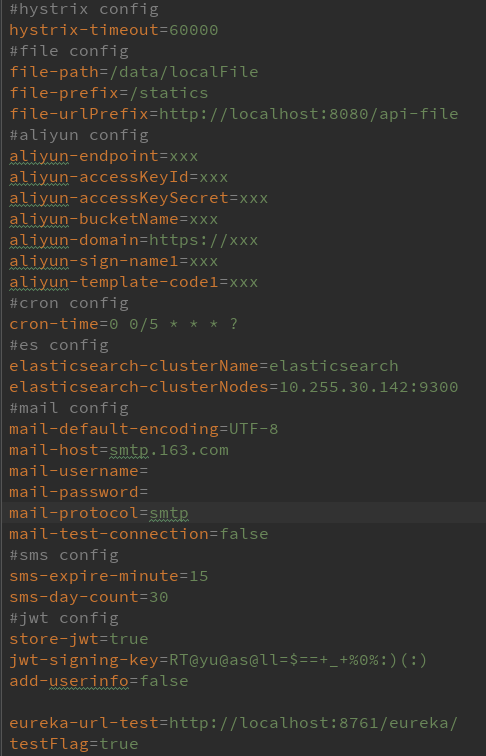 #hystrix config
hystrix-timeout=60000
#file config
file-path=/data/localFile
file-prefix=/statics
file-urlPrefix=http://localhost:8080/api-file
#aliyun config
aliyun-endpoint=xxx
aliyun-accessKeyId=xxx
aliyun-accessKeySecret=xxx
aliyun-bucketName=xxx
aliyun-domain=https://xxx
aliyun-sign-name1=xxx
aliyun-template-code1=xxx
#cron config
cron-time=0 0/5 * * * ?
#es config
elasticsearch-clusterName=elasticsearch
elasticsearch-clusterNodes=10.255.30.142:9300
#mail config
mail-default-encoding=UTF-8
mail-host=smtp.163.com
mail-username=
mail-password=
mail-protocol=smtp
mail-test-connection=false
#sms config
sms-expire-minute=15
sms-day-count=30
#jwt config
store-jwt=true
jwt-signing-key=RT@yu@as@ll=$==+_+%0%:)(:)
add-userinfo=false
eureka-url-test=http://localhost:8761/eureka/
testFlag=true